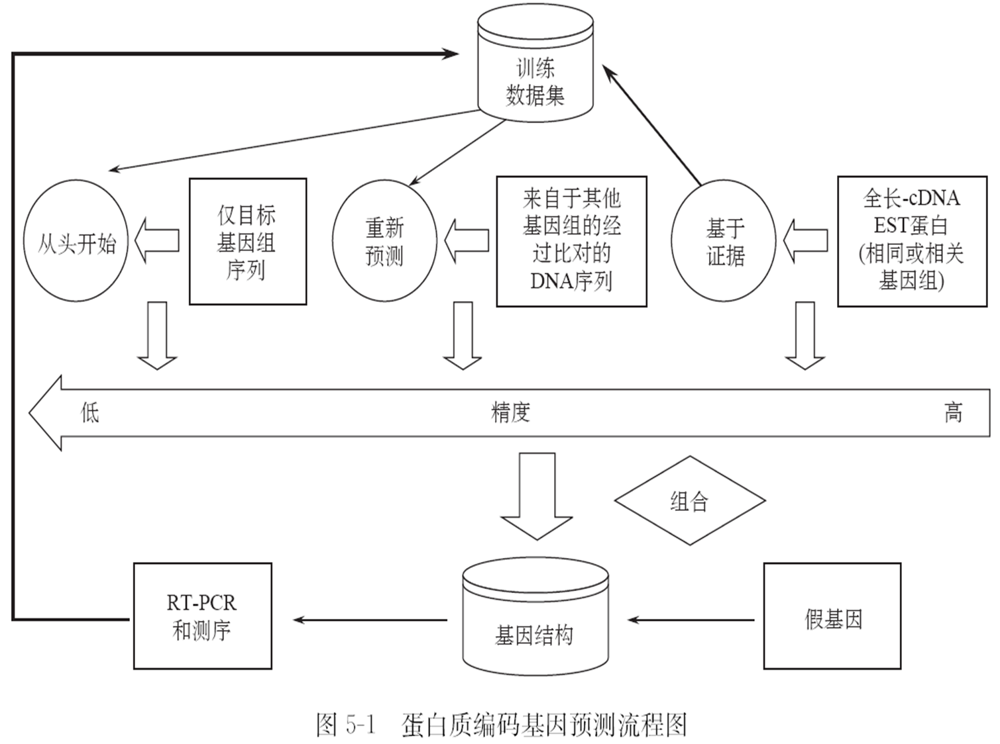 训练
数据集
从头开始
仅目标
基因组
序列
重新
预测
来自于其他
基因组的经
过比对的
DNA序列
基于
证据
全长-cDNA
EST蛋白
(相同或相关
基因组)
低
精度
高
组合
RT-PCR
和测序
基因结构
假基因
图 5-1 蛋白质编码基因预测流程图